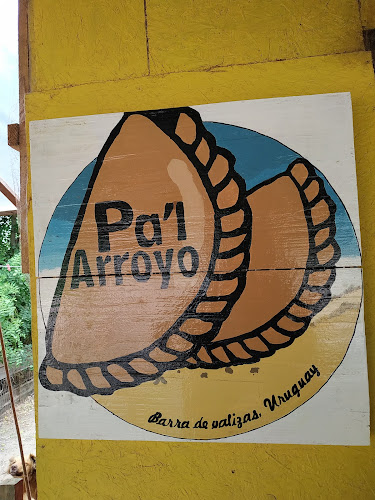 Pa'l
Arroyo
Barra de valizas, Uruguay